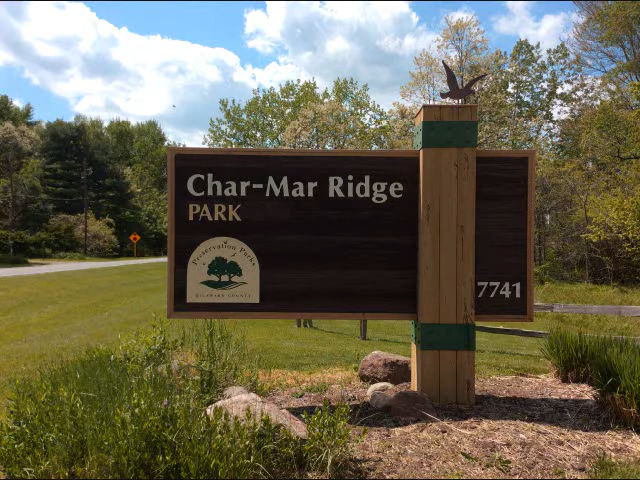 Char-Mar Ridge
PARK
Preservation Parks
DELAWARE COUNTY
7741